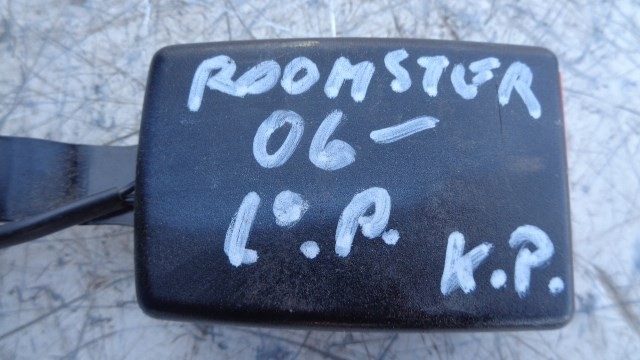 ROOMSTER
06-
L°.P.
K.P.